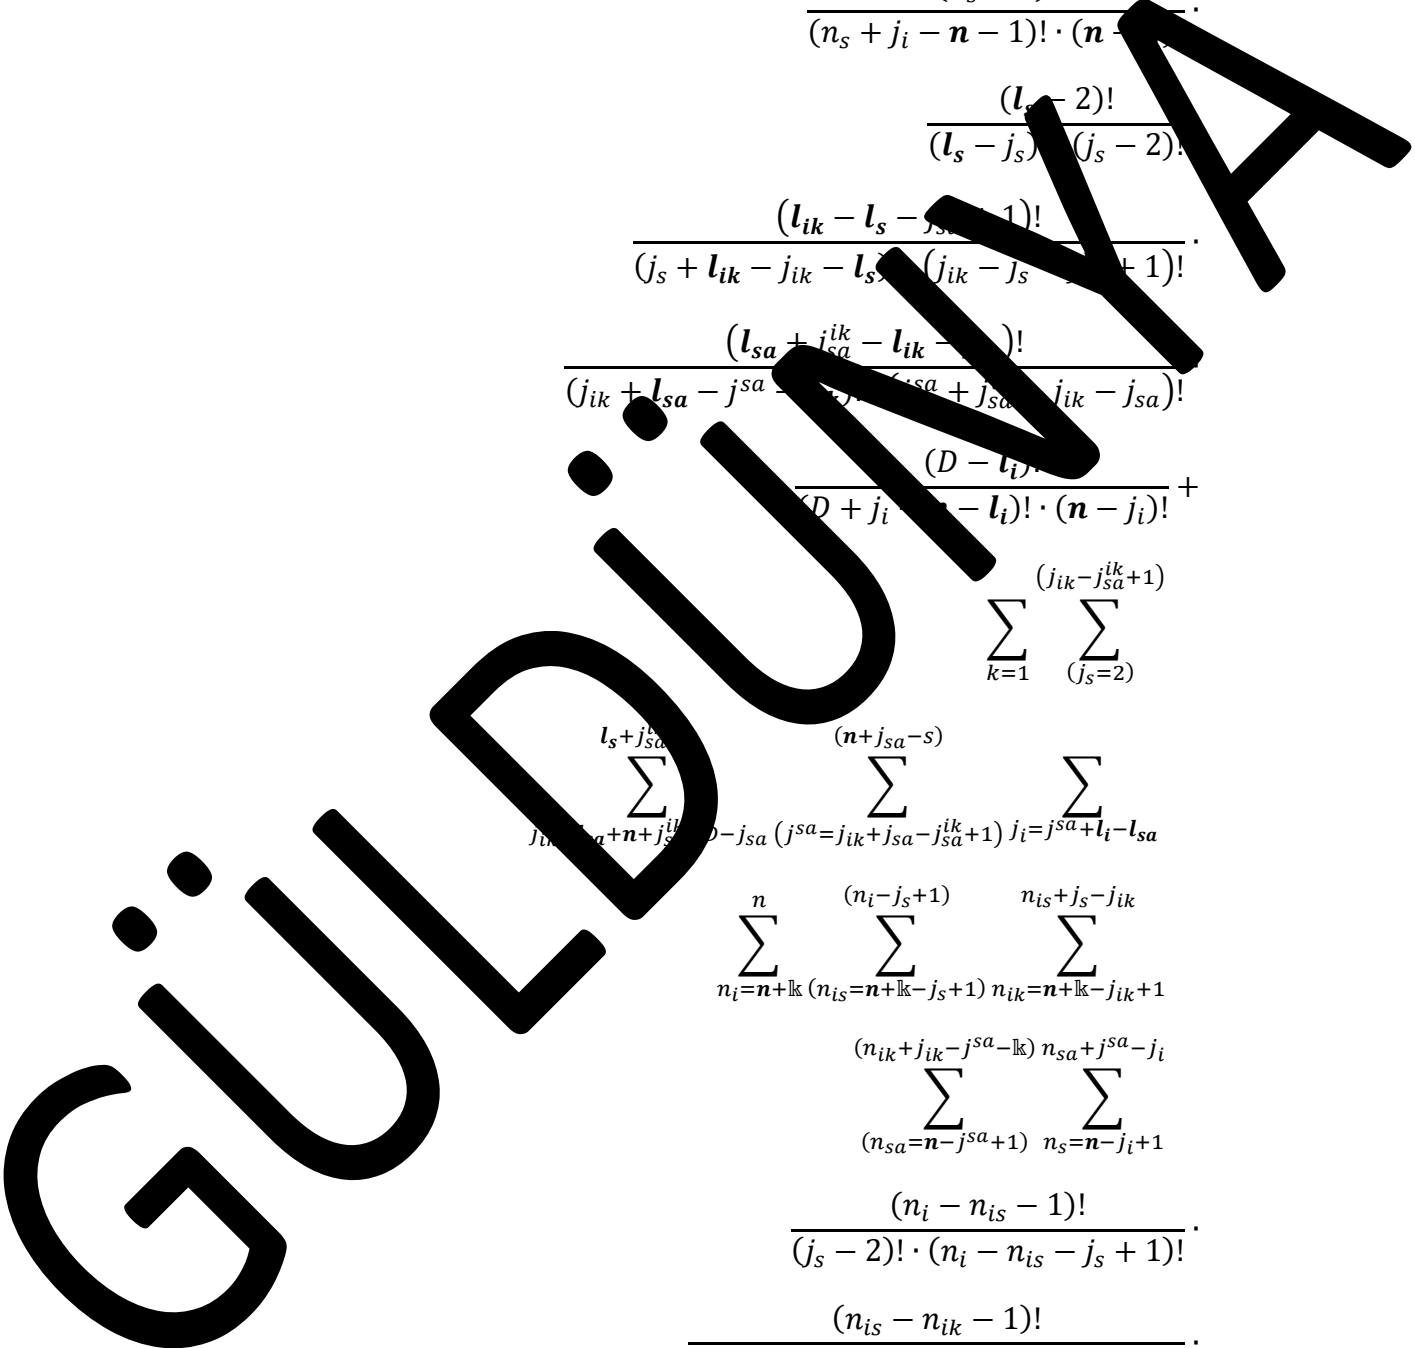 (n_s + j_i − n − 1)! · (n
(l_s − 2)!
(l_s − j_s) (j_s − 2)!
(l_ik − l_s − 1)!
(j_s + l_ik − j_ik − l_s) (j_ik − j_s + 1)! ·
(l_sa + j_sa^ik − l_ik − )!
(j_ik + l_sa − j^sa + j_sa j_ik − j_sa)!
(D − l_i)!
(D + j_i − l_i)! · (n − j_i)! +
(j_ik−j_sa^ik+1)
∑ ∑
k=1 (j_s=2)
l_s+j_sa (n+j_sa−s)
∑ ∑ ∑
+n+j D−j_sa (j^sa=j_ik+j_sa−j_sa^ik+1) j_i=j^sa+l_i−l_sa
n (n_i−j_s+1) n_is+j_s−j_ik
∑ ∑ ∑
n_i=n+𝕜 (n_is=n+𝕜−j_s+1) n_ik=n+𝕜−j_ik+1
(n_ik+j_ik−j^sa−𝕜) n_sa+j^sa−j_i
∑ ∑
(n_sa=n−j^sa+1) n_s=n−j_i+1
(n_i − n_is − 1)!
(j_s − 2)! · (n_i − n_is − j_s + 1)! ·
(n_is − n_ik − 1)! ·
GÜLDÜNYA